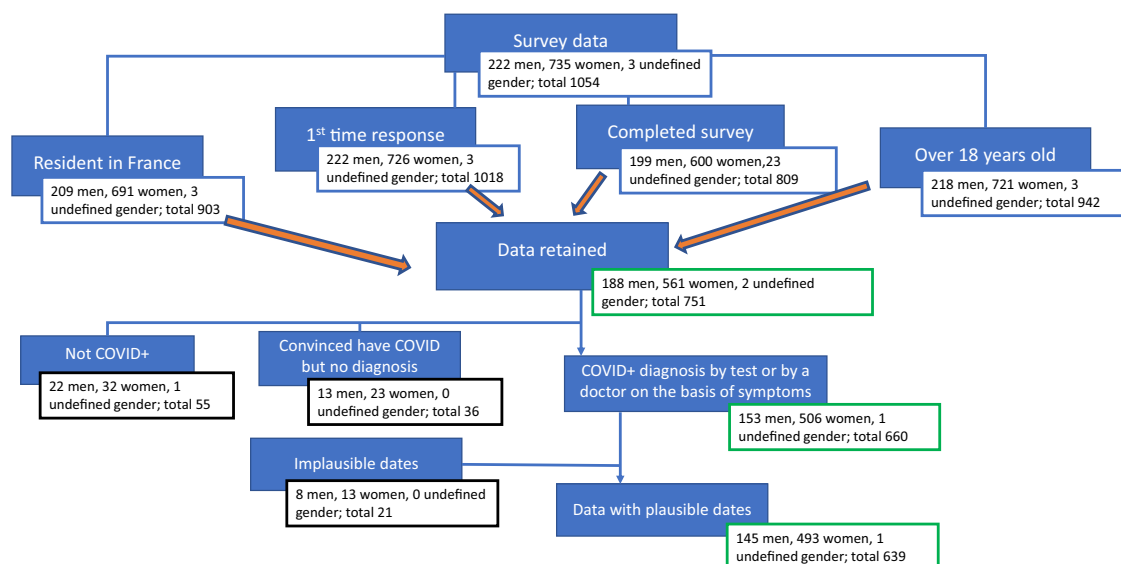 Survey data
222 men, 735 women, 3 undefined
gender; total 1054
1st time response
222 men, 726 women, 3
undefined gender; total 1018
Completed survey
199 men, 600 women,23
undefined gender; total 809
Resident in France
209 men, 691 women, 3
undefined gender; total 903
Over 18 years old
218 men, 721 women, 3
undefined gender; total 942
Data retained
188 men, 561 women, 2 undefined
gender; total 751
Not COVID+
22 men, 32 women, 1
undefined gender; total 55
Convinced have COVID
but no diagnosis
13 men, 23 women, 0
undefined gender; total 36
COVID+ diagnosis by test or by a
doctor on the basis of symptoms
153 men, 506 women, 1
undefined gender; total 660
Implausible dates
8 men, 13 women, 0 undefined
gender; total 21
Data with plausible dates
145 men, 493 women, 1
undefined gender; total 639